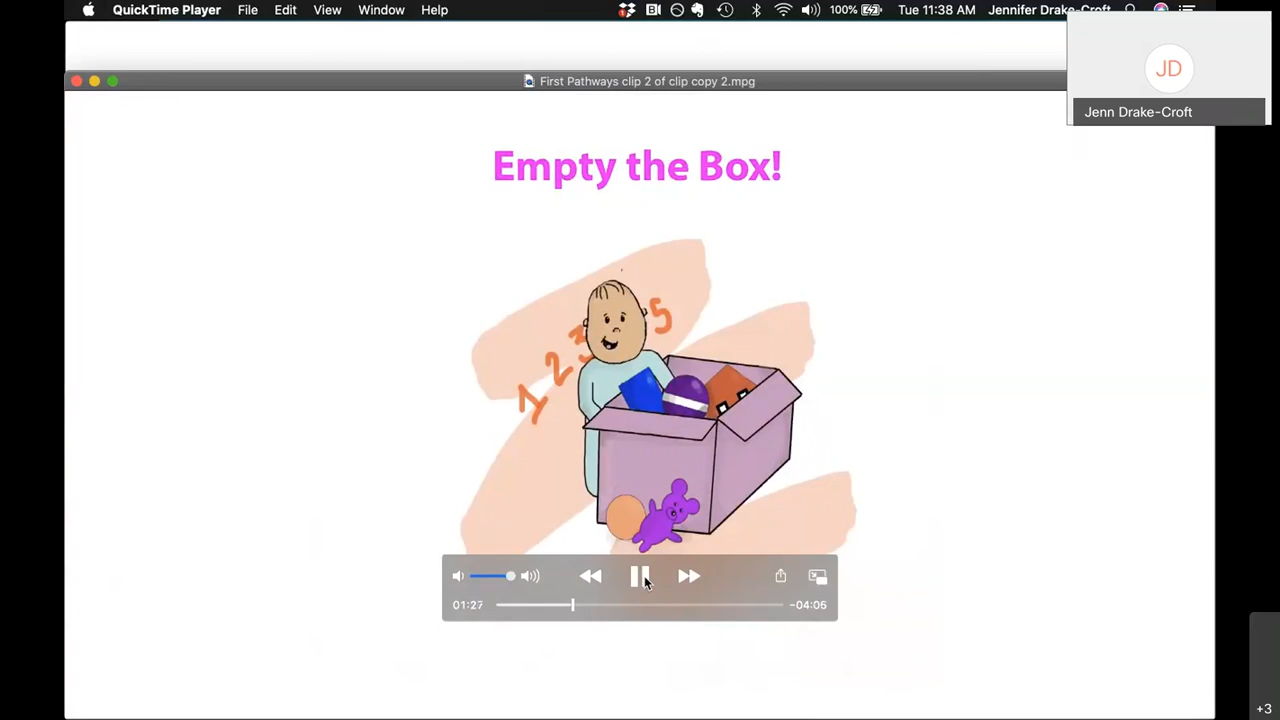 QuickTime Player File Edit View Window Help 100% Tue 11:38 AM Jennifer Drake-Croft
First Pathways clip 2 of clip copy 2.mpg
JD
Jenn Drake-Croft
Empty the Box!
1 2 3 5
01:27 -04:06
+3